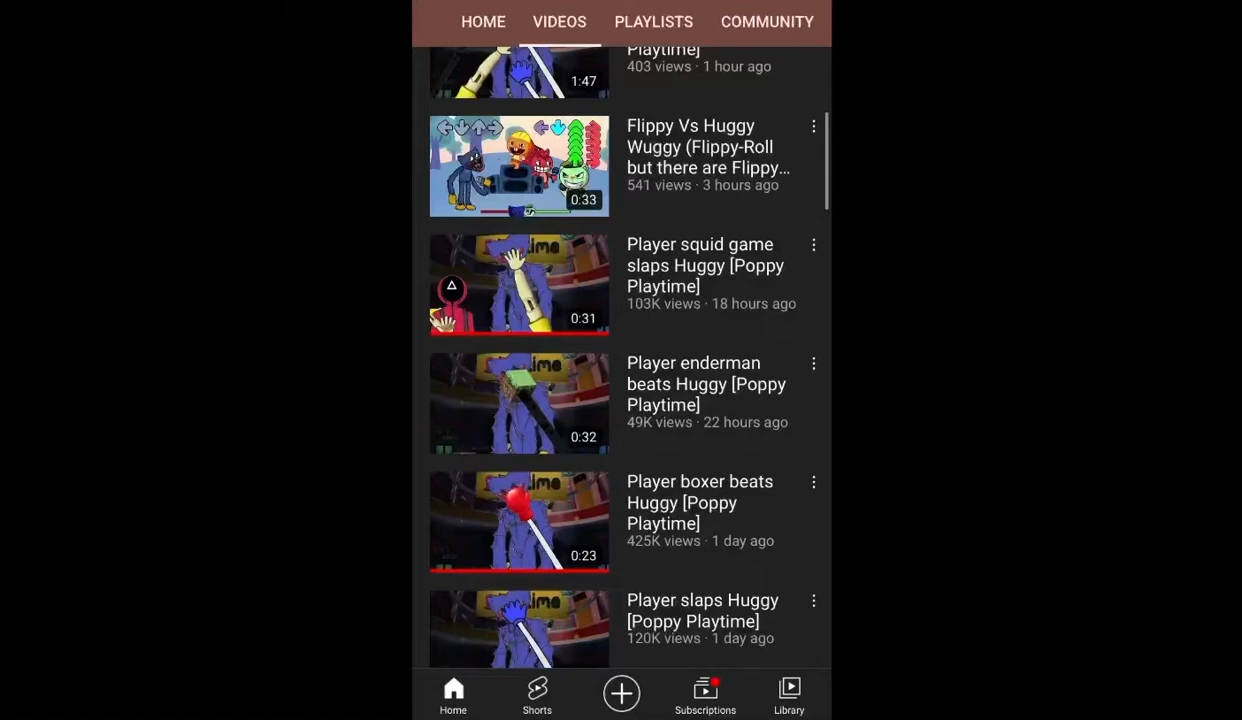 HOME VIDEOS PLAYLISTS COMMUNITY
Playtime]
403 views · 1 hour ago
1:47
Flippy Vs Huggy
Wuggy (Flippy-Roll
but there are Flippy...
541 views · 3 hours ago
0:33
Player squid game
slaps Huggy [Poppy
Playtime]
103K views · 18 hours ago
ime
0:31
Player enderman
beats Huggy [Poppy
Playtime]
49K views · 22 hours ago
0:32
Player boxer beats
Huggy [Poppy
Playtime]
425K views · 1 day ago
ime
0:23
Player slaps Huggy
[Poppy Playtime]
120K views · 1 day ago
ime
Home Shorts Subscriptions Library